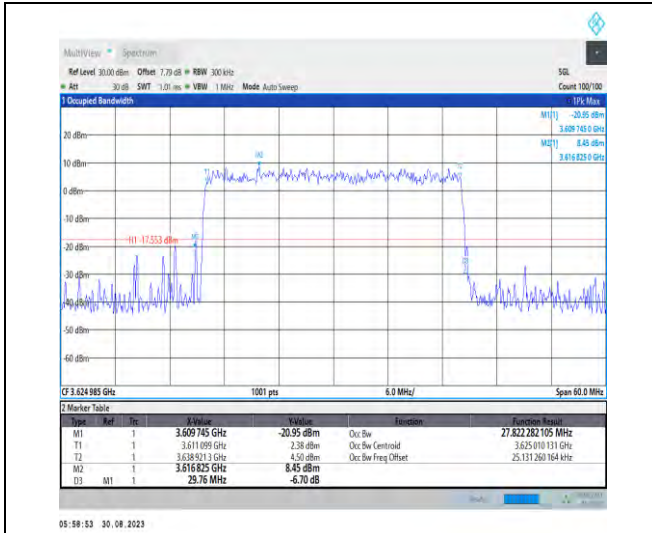 MultiView Spectrum
Ref Level 30.00 dBm Offset 7.79 dB RBW 300 kHz SGL
Att 30 dB SWT 1.01 ms VBW 1 MHz Mode Auto Sweep Count 100/100
1 Occupied Bandwidth 1Pk Max
M1[1] -20.95 dBm
3.609 745 0 GHz
M2[1] 8.45 dBm
3.616 825 0 GHz
20 dBm
10 dBm
0 dBm
-10 dBm
H1 -17.553 dBm
-20 dBm
-30 dBm
-40 dBm
-50 dBm
-60 dBm
CF 3.624 985 GHz 1001 pts 6.0 MHz/ Span 60.0 MHz
2 Marker Table
Type Ref Trc X-Value Y-Value Function Function Result
M1 1 3.609 745 GHz -20.95 dBm Occ Bw 27.822 282 105 MHz
T1 1 3.611 099 GHz 2.38 dBm Occ Bw Centroid 3.625 010 131 GHz
T2 1 3.638 921 3 GHz 4.50 dBm Occ Bw Freq Offset 25.131 260 164 kHz
M2 1 3.616 825 GHz 8.45 dBm
D3 M1 1 29.76 MHz -6.70 dB
05:58:53 30.08.2023